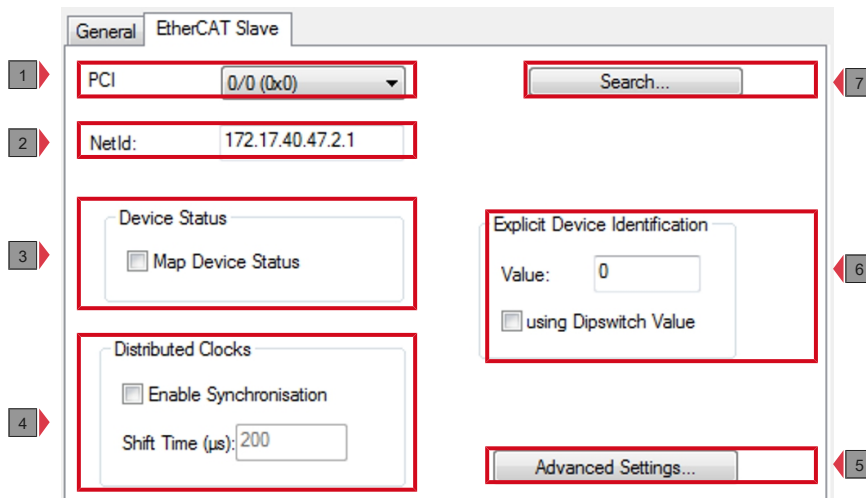 General EtherCAT Slave
1 PCI 0/0 (0x0) Search... 7
2 NetId: 172.17.40.47.2.1
Device Status
3 Map Device Status
Explicit Device Identification
Value: 0 6
using Dipswitch Value
Distributed Clocks
Enable Synchronisation
4 Shift Time (µs): 200
Advanced Settings... 5